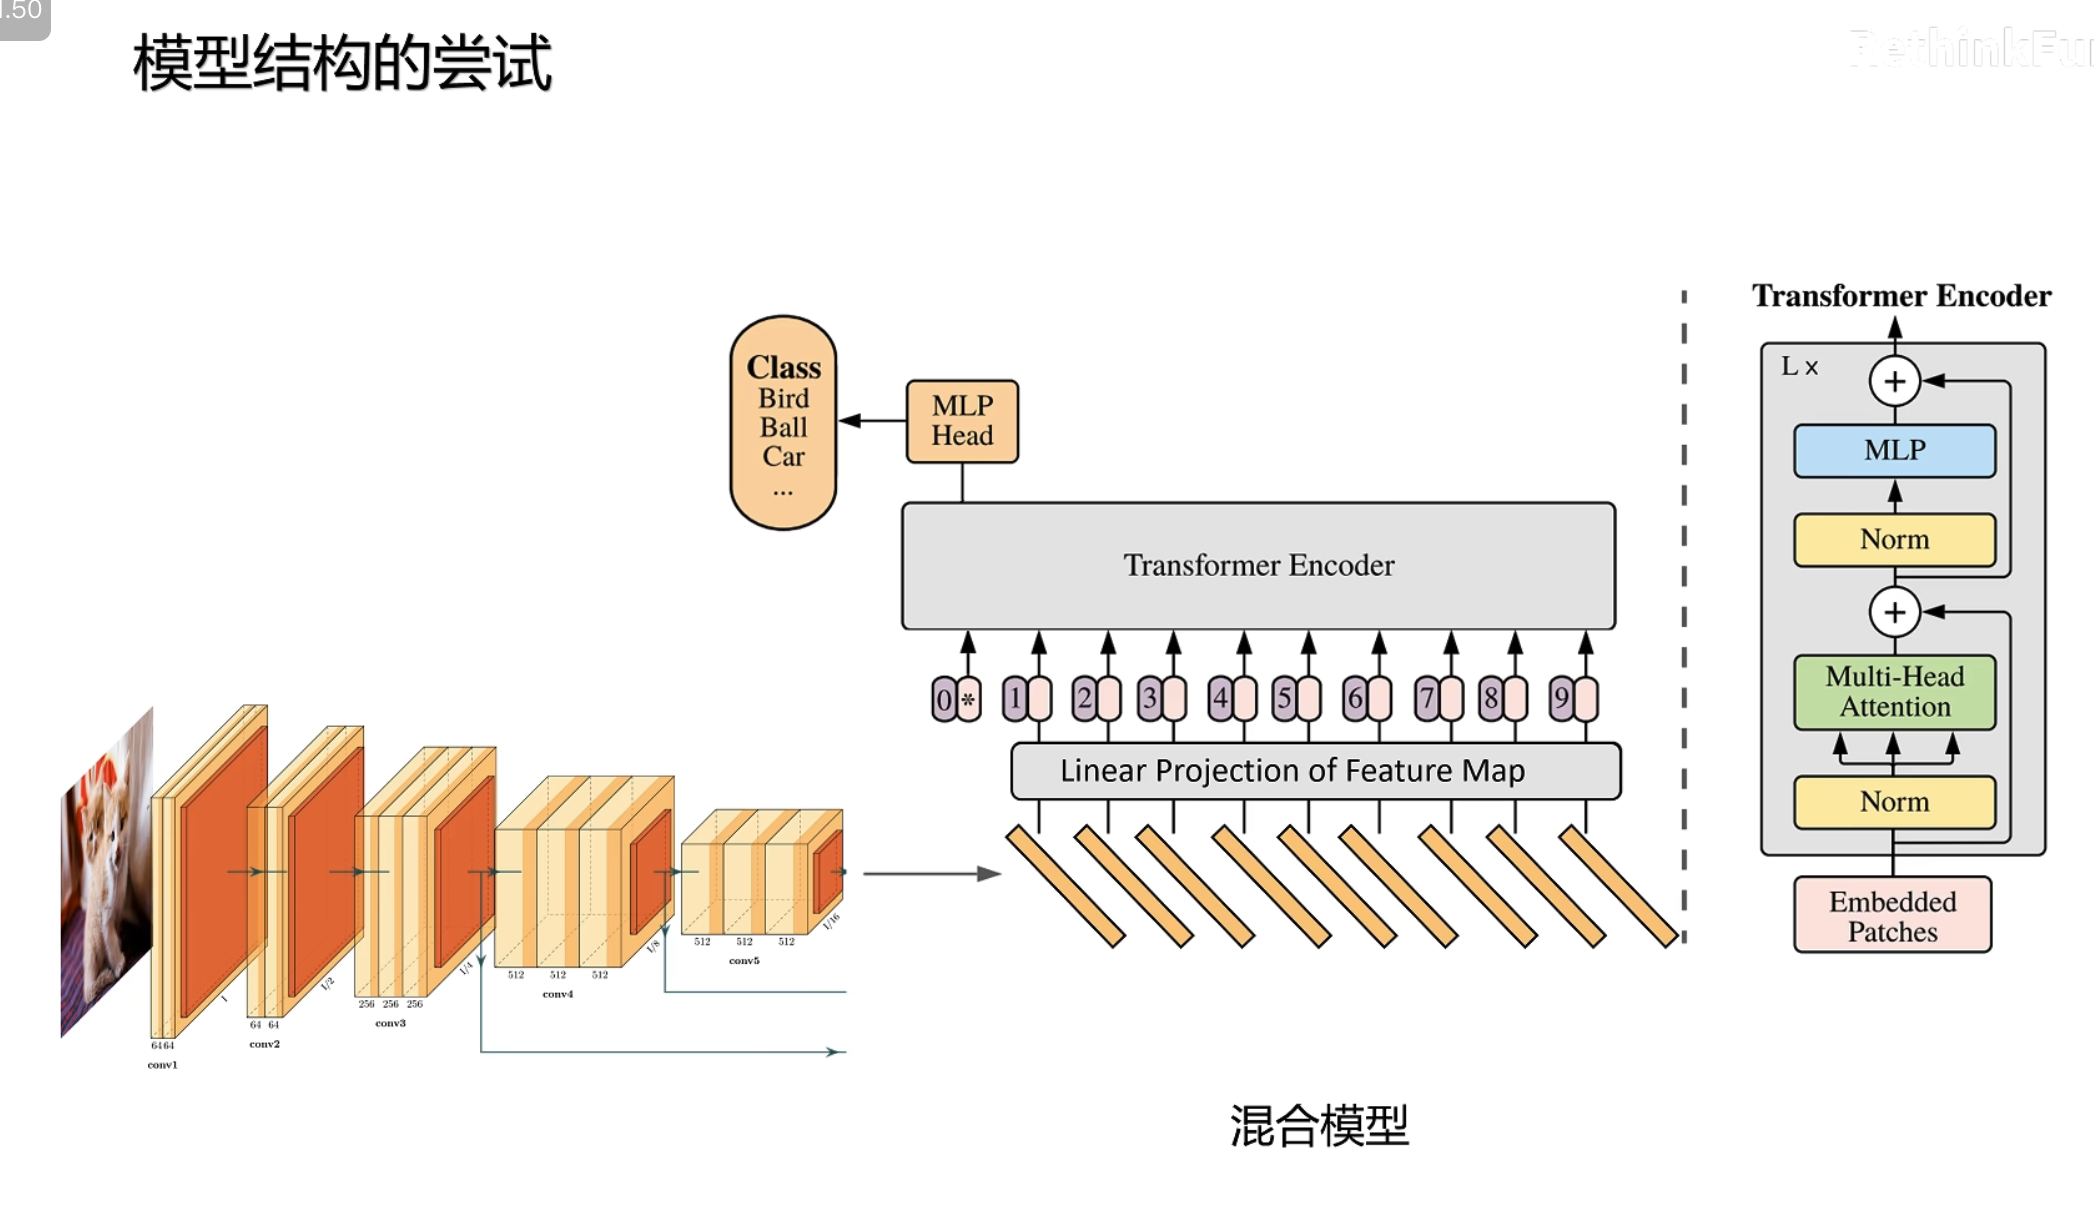 1.50
模型结构的尝试
RethinkFun
Transformer Encoder
L ×
+
MLP
Norm
+
Multi-Head
Attention
Norm
Embedded
Patches
Class
Bird
Ball
Car
...
MLP
Head
Transformer Encoder
0 * 1 2 3 4 5 6 7 8 9
Linear Projection of Feature Map
64 64
conv1
1
64 64
conv2
1/2
256 256 256
conv3
1/4
512 512 512
conv4
1/8
512 512 512
conv5
1/16
混合模型